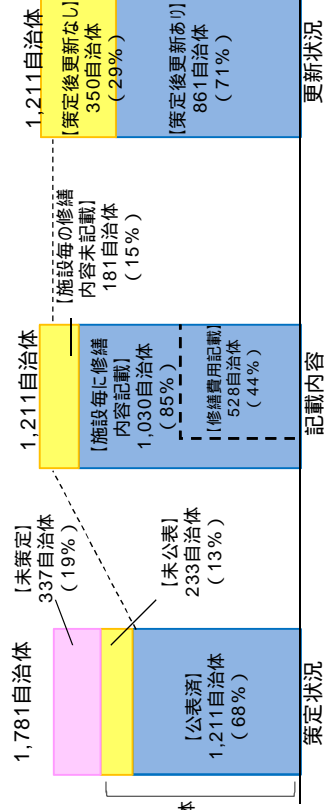 1,781自治体
【未策定】
337自治体
（19%）
【未公表】
233自治体
（13%）
【公表済】
1,211自治体
（68%）
策定状況
体
1,211自治体
【施設毎の修繕
内容未記載】
181自治体
（15%）
【施設毎に修繕
内容記載】
1,030自治体
（85%）
【修繕費用記載】
528自治体
（44%）
記載内容
1,211自治体
【策定後更新なし】
350自治体
（29%）
【策定後更新あり】
861自治体
（71%）
更新状況